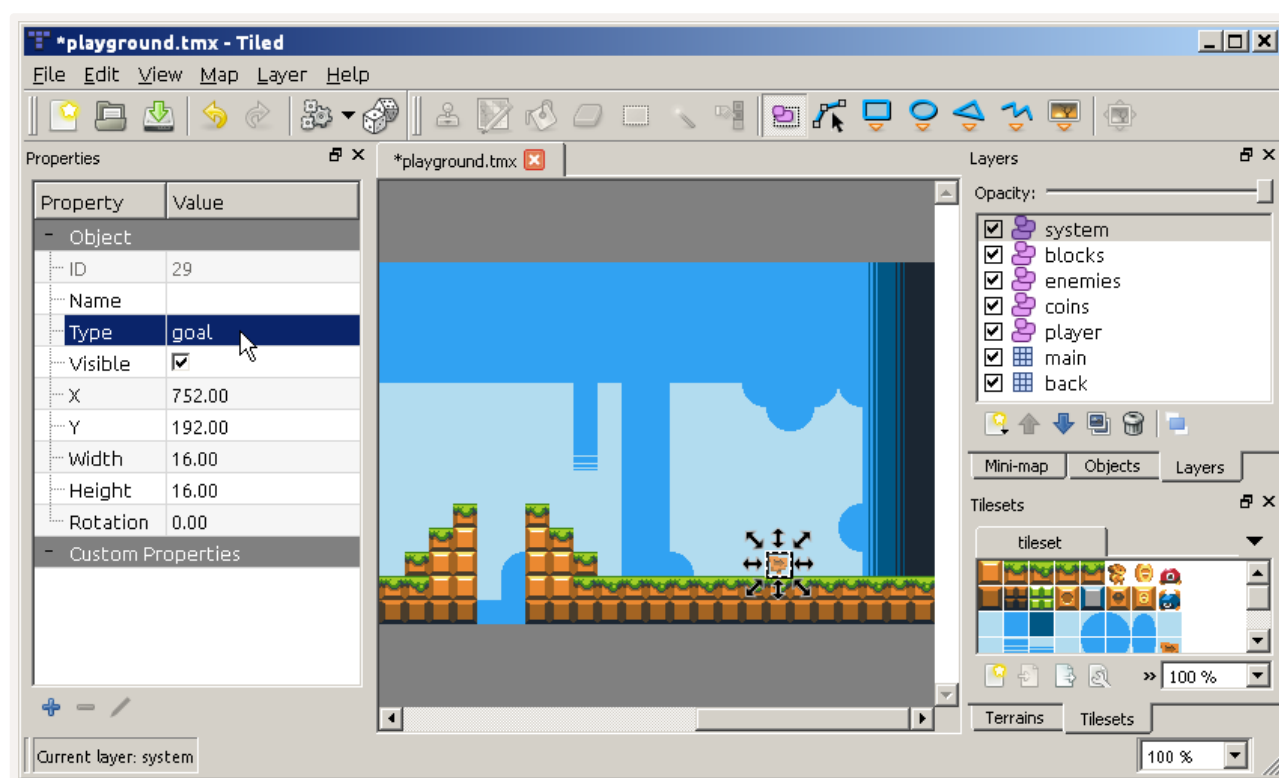 *playground.tmx - Tiled
File Edit View Map Layer Help
Properties
*playground.tmx
Layers
Property Value
Opacity:
Object
system
ID 29
blocks
Name
enemies
Type goal
coins
Visible
player
X 752.00
main
Y 192.00
back
Width 16.00
Mini-map Objects Layers
Height 16.00
Tilesets
Rotation 0.00
tileset
Custom Properties
» 100 %
Terrains Tilesets
Current layer: system
100 %